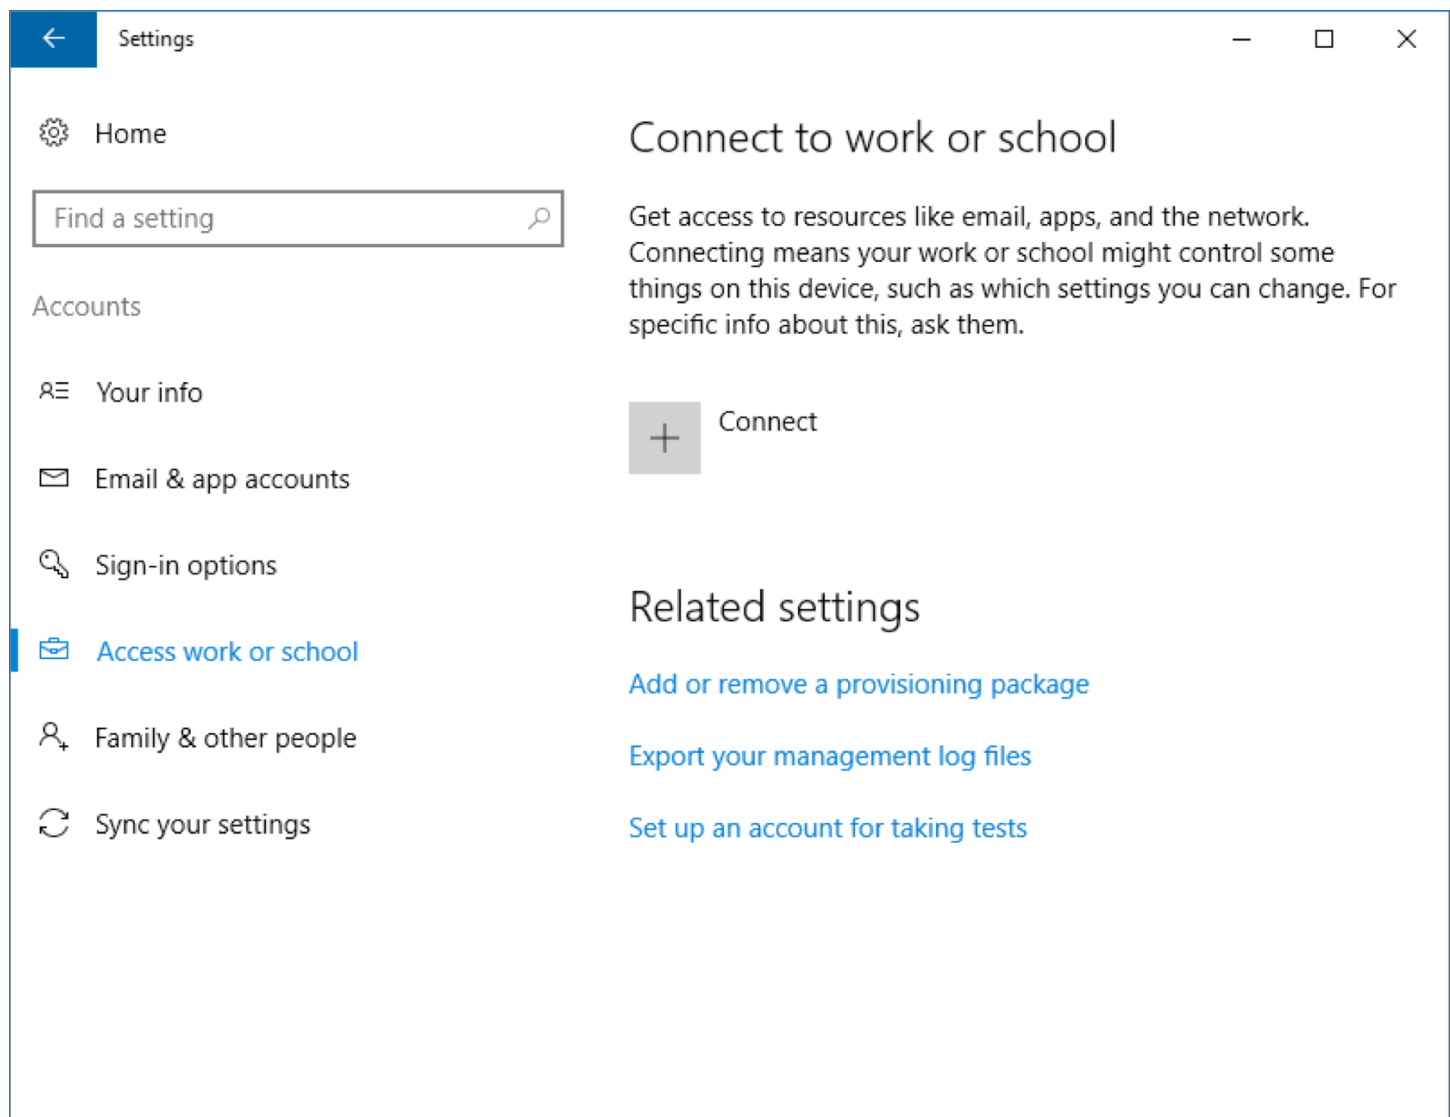 Settings
Home
Find a setting
Accounts
Your info
Email & app accounts
Sign-in options
Access work or school
Family & other people
Sync your settings
Connect to work or school
Get access to resources like email, apps, and the network.
Connecting means your work or school might control some
things on this device, such as which settings you can change. For
specific info about this, ask them.
Connect
Related settings
Add or remove a provisioning package
Export your management log files
Set up an account for taking tests